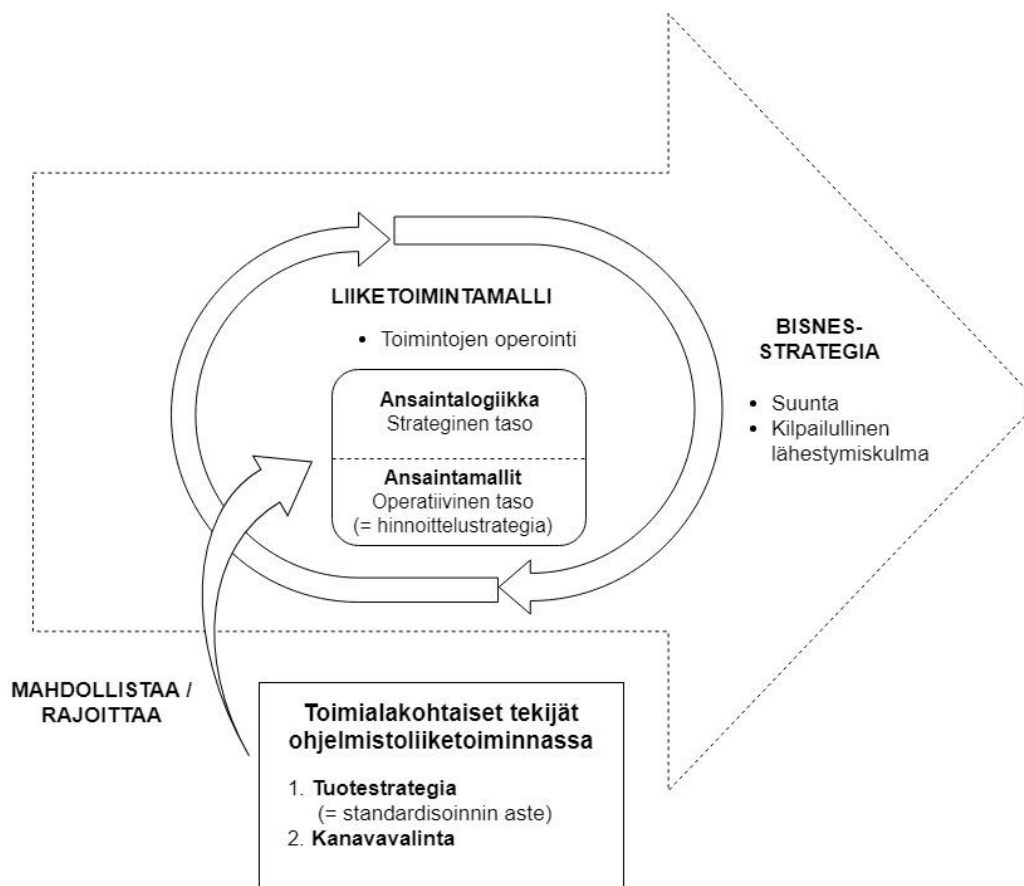 LIIKETOIMINTAMALLI
• Toimintojen operointi
Ansaintalogiikka
Strateginen taso
Ansaintamallit
Operatiivinen taso
(= hinnoittelustrategia)
BISNES-
STRATEGIA
• Suunta
• Kilpailullinen
lähestymiskulma
MAHDOLLISTAA /
RAJOITTAA
Toimialakohtaiset tekijät
ohjelmistoliiketoiminnassa
1. Tuotestrategia
(= standardisoinnin aste)
2. Kanavavalinta